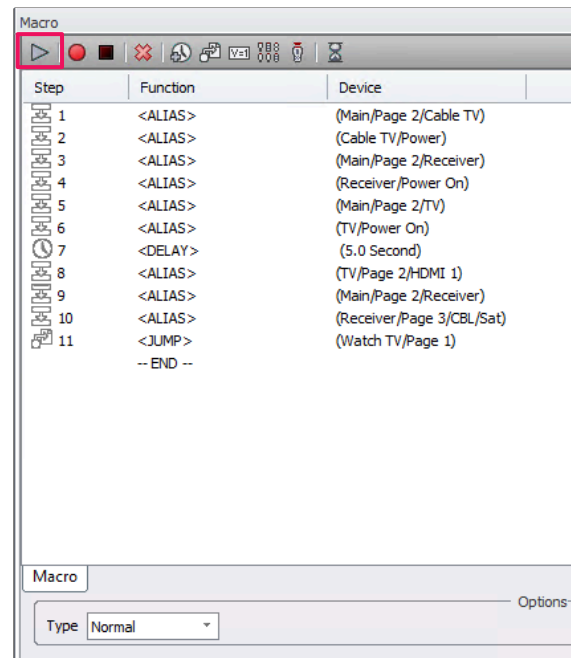 Macro
V=1
Step Function Device
1 <ALIAS> (Main/Page 2/Cable TV)
2 <ALIAS> (Cable TV/Power)
3 <ALIAS> (Main/Page 2/Receiver)
4 <ALIAS> (Receiver/Power On)
5 <ALIAS> (Main/Page 2/TV)
6 <ALIAS> (TV/Power On)
7 <DELAY> (5.0 Second)
8 <ALIAS> (TV/Page 2/HDMI 1)
9 <ALIAS> (Main/Page 2/Receiver)
10 <ALIAS> (Receiver/Page 3/CBL/Sat)
11 <JUMP> (Watch TV/Page 1)
-- END --
Macro
Options
Type Normal